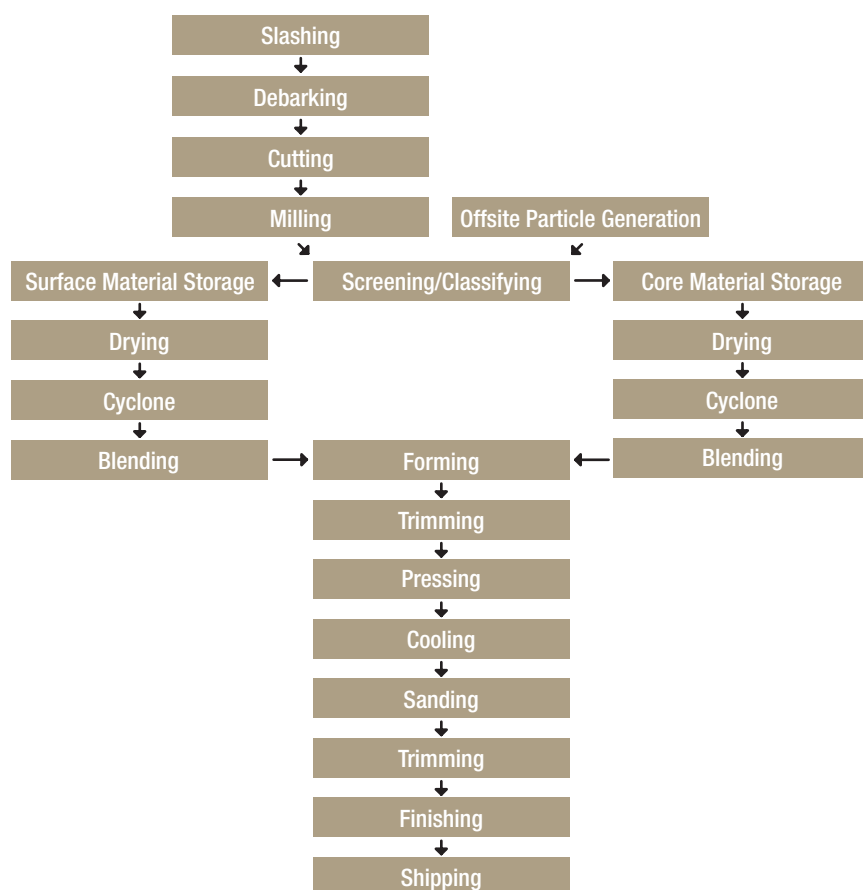 Slashing
Debarking
Cutting
Milling
Offsite Particle Generation
Surface Material Storage
Screening/Classifying
Core Material Storage
Drying
Drying
Cyclone
Cyclone
Blending
Forming
Blending
Trimming
Pressing
Cooling
Sanding
Trimming
Finishing
Shipping